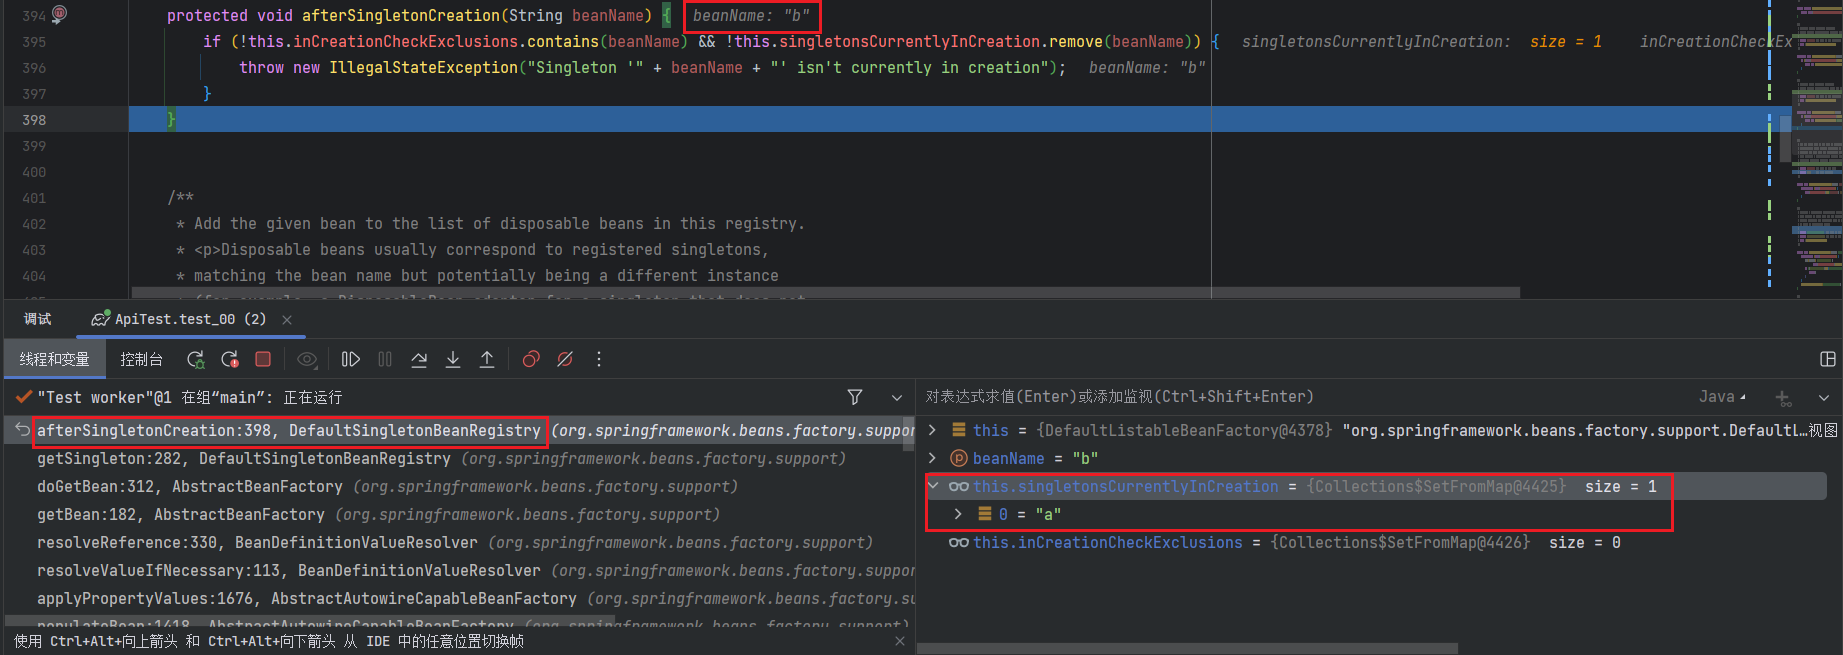 394 protected void afterSingletonCreation(String beanName) { beanName: "b"
395 if (!this.inCreationCheckExclusions.contains(beanName) && !this.singletonsCurrentlyInCreation.remove(beanName)) { singletonsCurrentlyInCreation: size = 1 inCreationCheckEx
396 throw new IllegalStateException("Singleton '" + beanName + "' isn't currently in creation"); beanName: "b"
397 }
398 }
399
400
401 /**
402 * Add the given bean to the list of disposable beans in this registry.
403 * <p>Disposable beans usually correspond to registered singletons,
404 * matching the bean name but potentially being a different instance
调试 ApiTest.test_00 (2)
线程和变量 控制台
"Test worker"@1 在组“main”: 正在运行
afterSingletonCreation:398, DefaultSingletonBeanRegistry (org.springframework.beans.factory.suppor
getSingleton:282, DefaultSingletonBeanRegistry (org.springframework.beans.factory.support)
doGetBean:312, AbstractBeanFactory (org.springframework.beans.factory.support)
getBean:182, AbstractBeanFactory (org.springframework.beans.factory.support)
resolveReference:330, BeanDefinitionValueResolver (org.springframework.beans.factory.support)
resolveValueIfNecessary:113, BeanDefinitionValueResolver (org.springframework.beans.factory.suppor
applyPropertyValues:1676, AbstractAutowireCapableBeanFactory (org.springframework.beans.factory.su
populateBean:1418, AbstractAutowireCapableBeanFactory (org.springframework.beans.factory.support)
使用 Ctrl+Alt+向上箭头 和 Ctrl+Alt+向下箭头 从 IDE 中的任意位置切换帧
对表达式求值(Enter)或添加监视(Ctrl+Shift+Enter) Java
this = {DefaultListableBeanFactory@4378} "org.springframework.beans.factory.support.DefaultL…视图
beanName = "b"
this.singletonsCurrentlyInCreation = {Collections$SetFromMap@4425} size = 1
0 = "a"
this.inCreationCheckExclusions = {Collections$SetFromMap@4426} size = 0